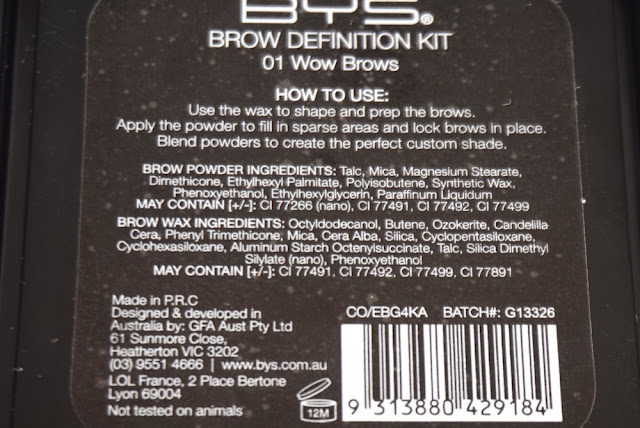 BYS®
BROW DEFINITION KIT
01 Wow Brows
HOW TO USE:
Use the wax to shape and prep the brows.
Apply the powder to fill in sparse areas and lock brows in place.
Blend powders to create the perfect custom shade.
BROW POWDER INGREDIENTS: Talc, Mica, Magnesium Stearate,
Dimethicone, Ethylhexyl Palmitate, Polyisobutene, Synthetic Wax,
Phenoxyethanol, Ethylhexylglycerin, Paraffinum Liquidum
MAY CONTAIN [+/-]: CI 77266 (nano), CI 77491, CI 77492, CI 77499
BROW WAX INGREDIENTS: Octyldodecanol, Butene, Ozokerite, Candelilla
Cera, Phenyl Trimethicone, Mica, Cera Alba, Silica, Cyclopentasiloxane,
Cyclohexasiloxane, Aluminum Starch Octenylsuccinate, Talc, Silica Dimethyl
Silylate (nano), Phenoxyethanol
MAY CONTAIN [+/-]: CI 77491, CI 77492, CI 77499, CI 77891
Made in P.R.C
Designed & developed in
Australia by: GFA Aust Pty Ltd
61 Sunmore Close,
Heatherton VIC 3202
(03) 9551 4666 | www.bys.com.au
LOL France, 2 Place Bertone
Lyon 69004
Not tested on animals
12M
CO/EBG4KA BATCH#: G13326
9 313880 429184